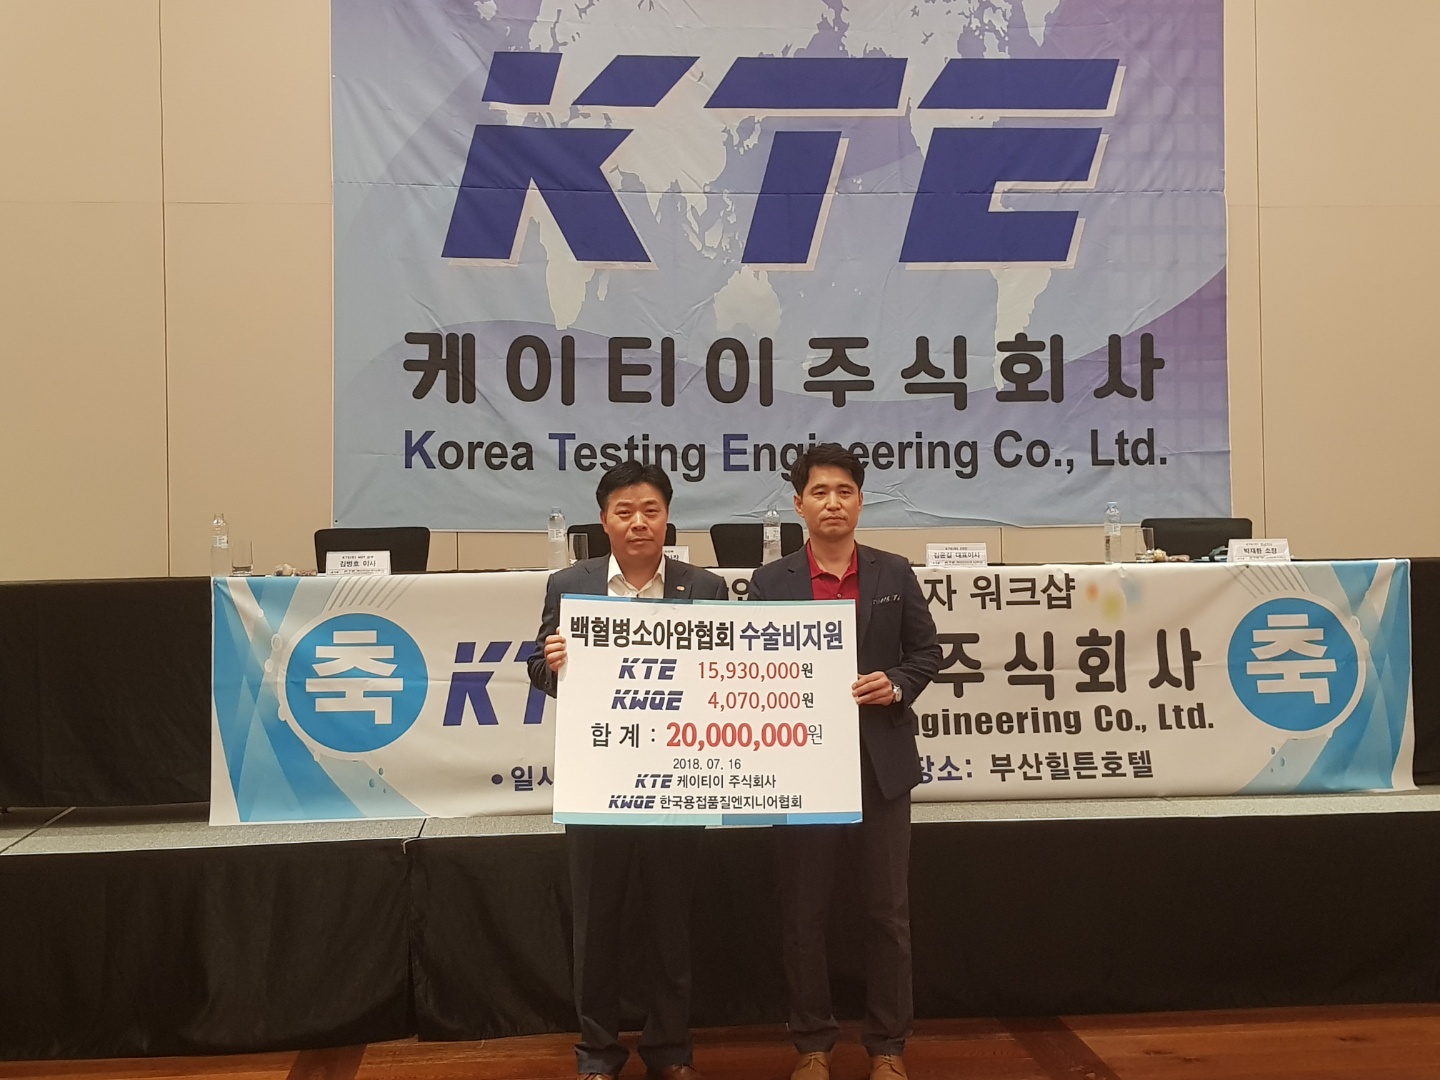 KTE
케이티이주식회사
Korea Testing Engineering Co., Ltd.
김병호 이사
김윤길 대표이사
박재환 소장
자 워크샵
축
KT
주식회사
축
ngineering Co., Ltd.
• 일시
장소: 부산힐튼호텔
백혈병소아암협회 수술비지원
KTE 15,930,000원
KWQE 4,070,000원
합 계 : 20,000,000원
2018. 07. 16
KTE 케이티이 주식회사
KWQE 한국용접품질엔지니어협회